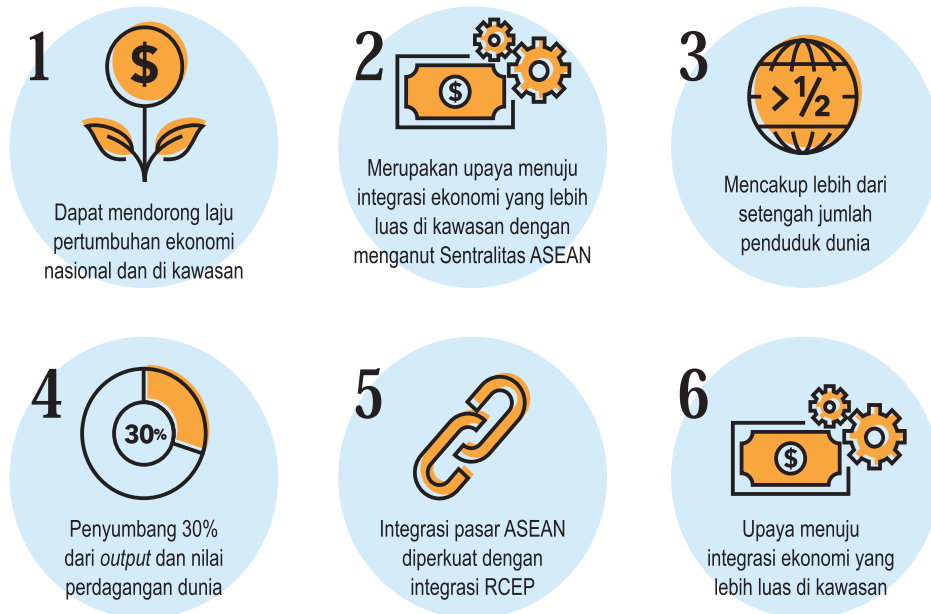 1
$
Dapat mendorong laju
pertumbuhan ekonomi
nasional dan di kawasan
2
$
Merupakan upaya menuju
integrasi ekonomi yang lebih
luas di kawasan dengan
menganut Sentralitas ASEAN
3
> 1/2
Mencakup lebih dari
setengah jumlah
penduduk dunia
4
30%
Penyumbang 30%
dari output dan nilai
perdagangan dunia
5
Integrasi pasar ASEAN
diperkuat dengan
integrasi RCEP
6
$
Upaya menuju
integrasi ekonomi yang
lebih luas di kawasan